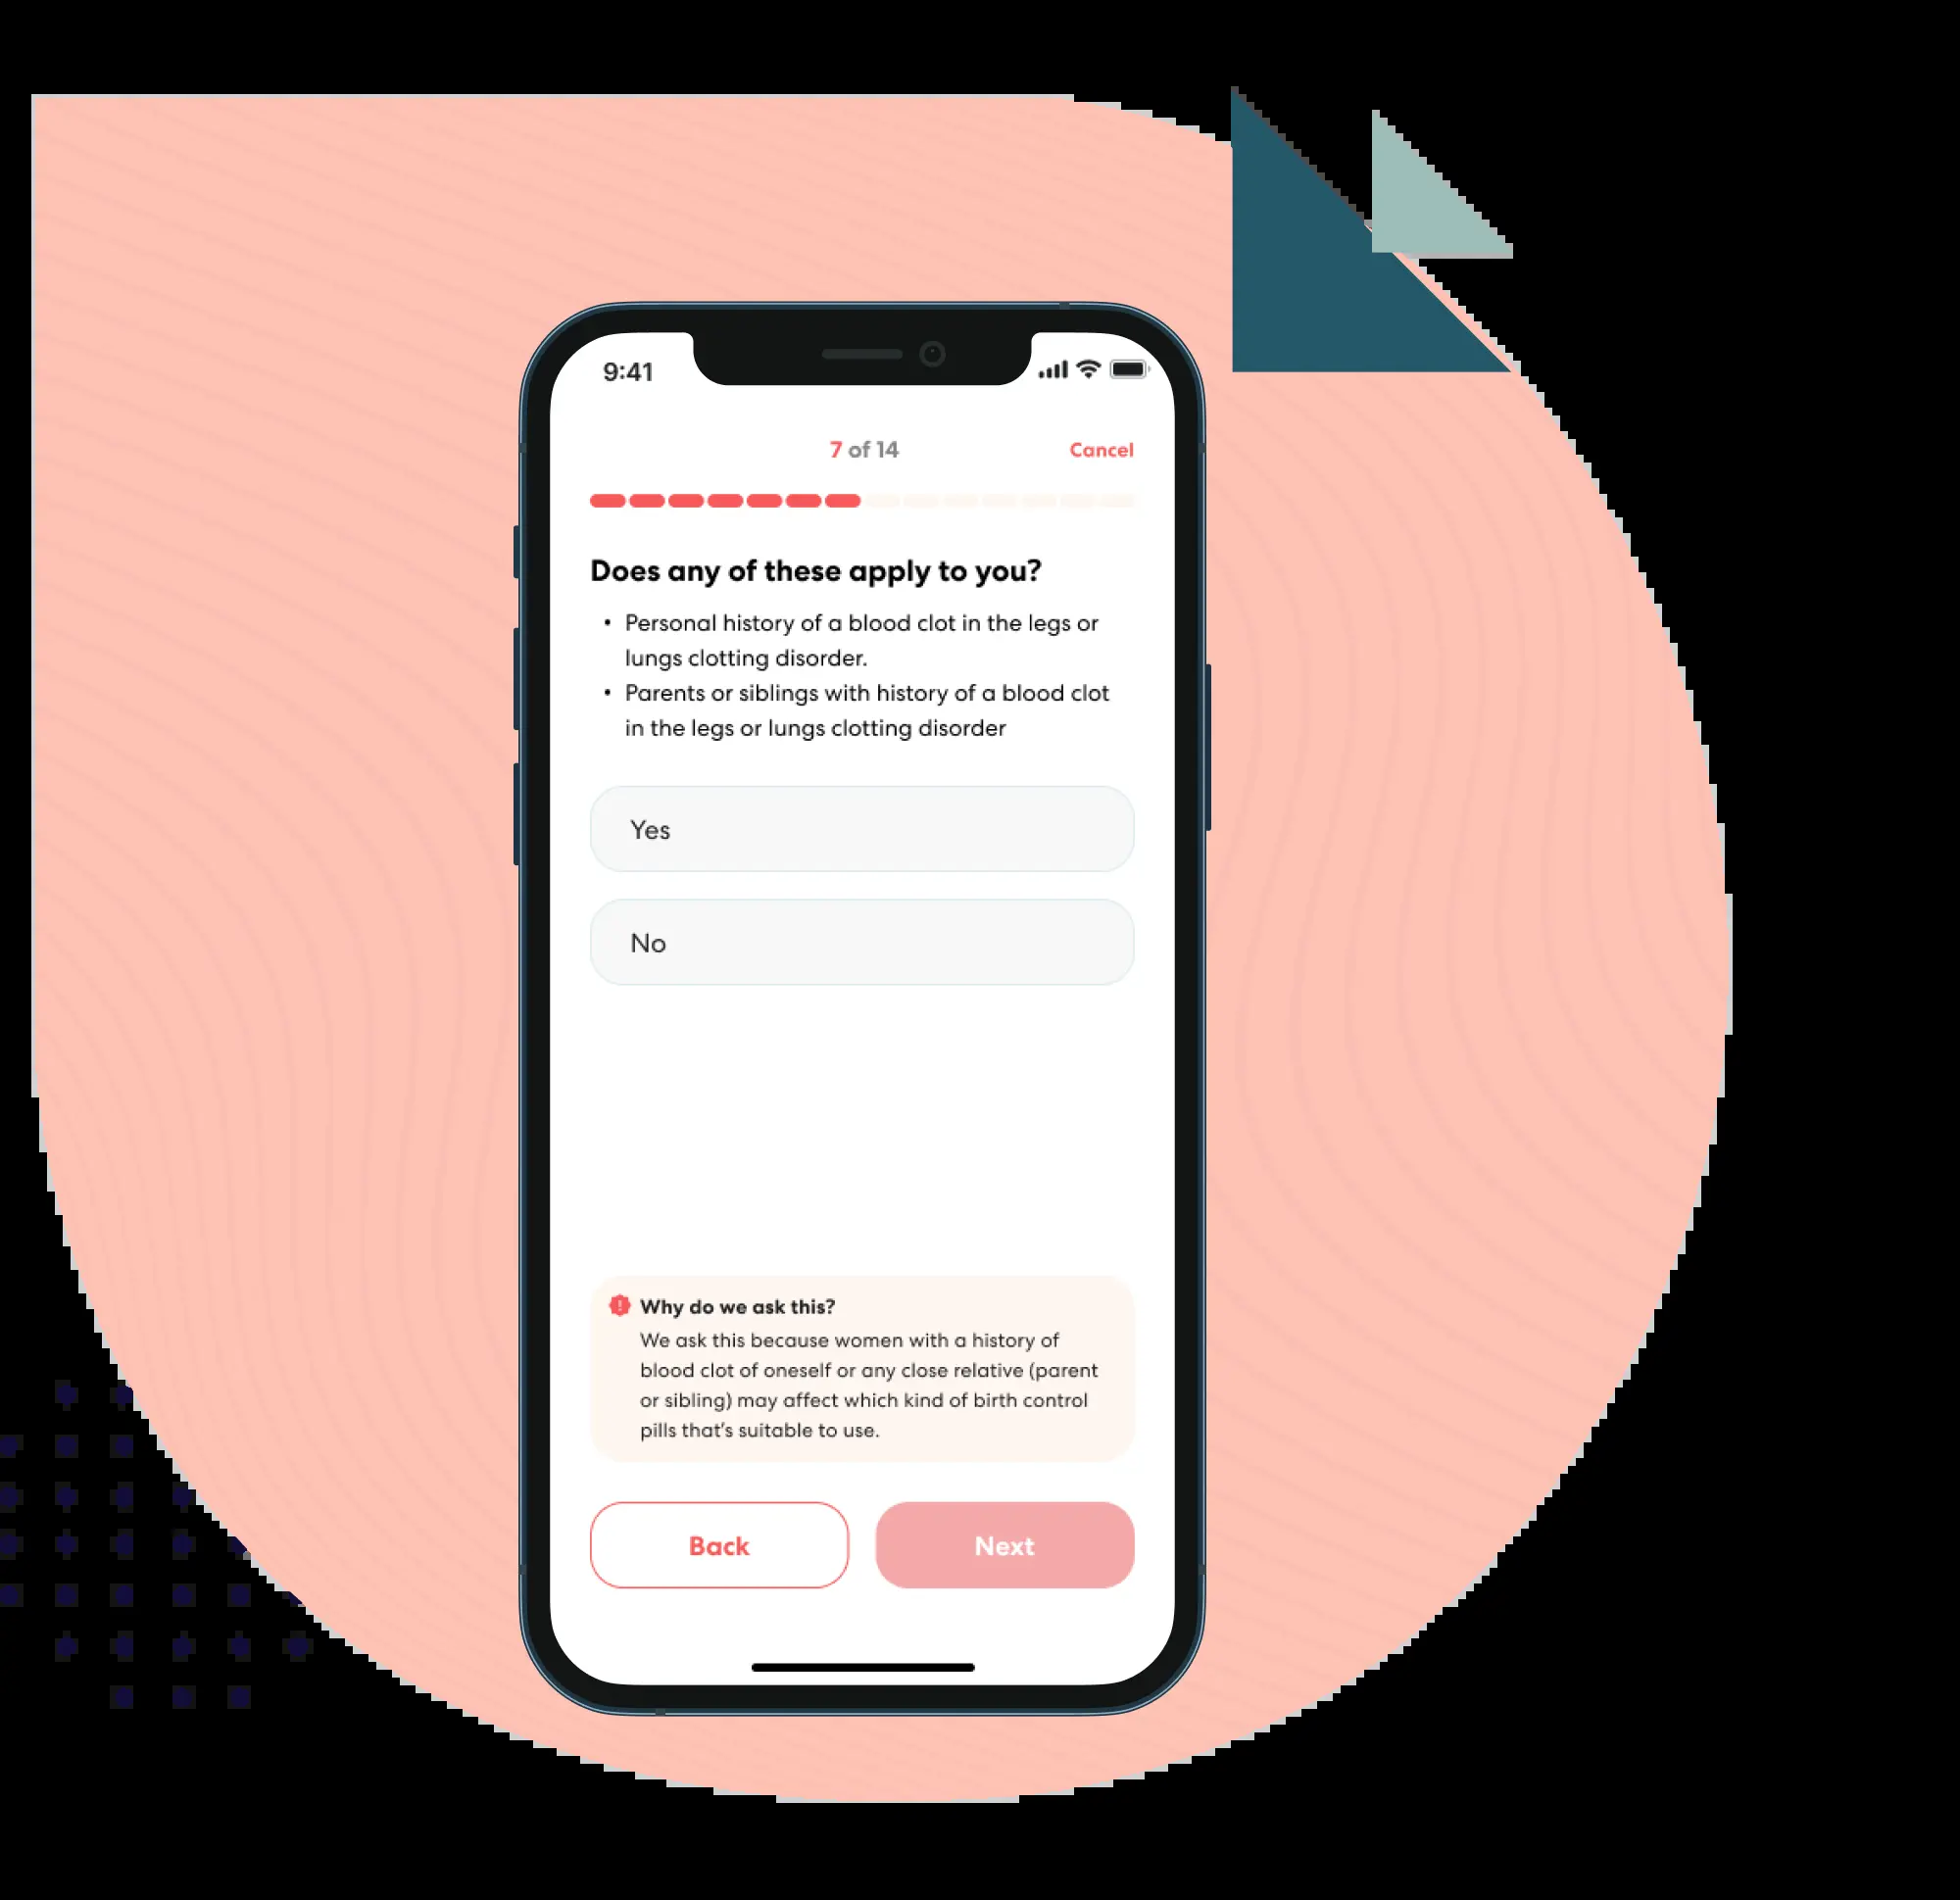 9:41
7 of 14
Cancel
Does any of these apply to you?
• Personal history of a blood clot in the legs or
lungs clotting disorder.
• Parents or siblings with history of a blood clot
in the legs or lungs clotting disorder
Yes
No
Why do we ask this?
We ask this because women with a history of
blood clot of oneself or any close relative (parent
or sibling) may affect which kind of birth control
pills that's suitable to use.
Back
Next